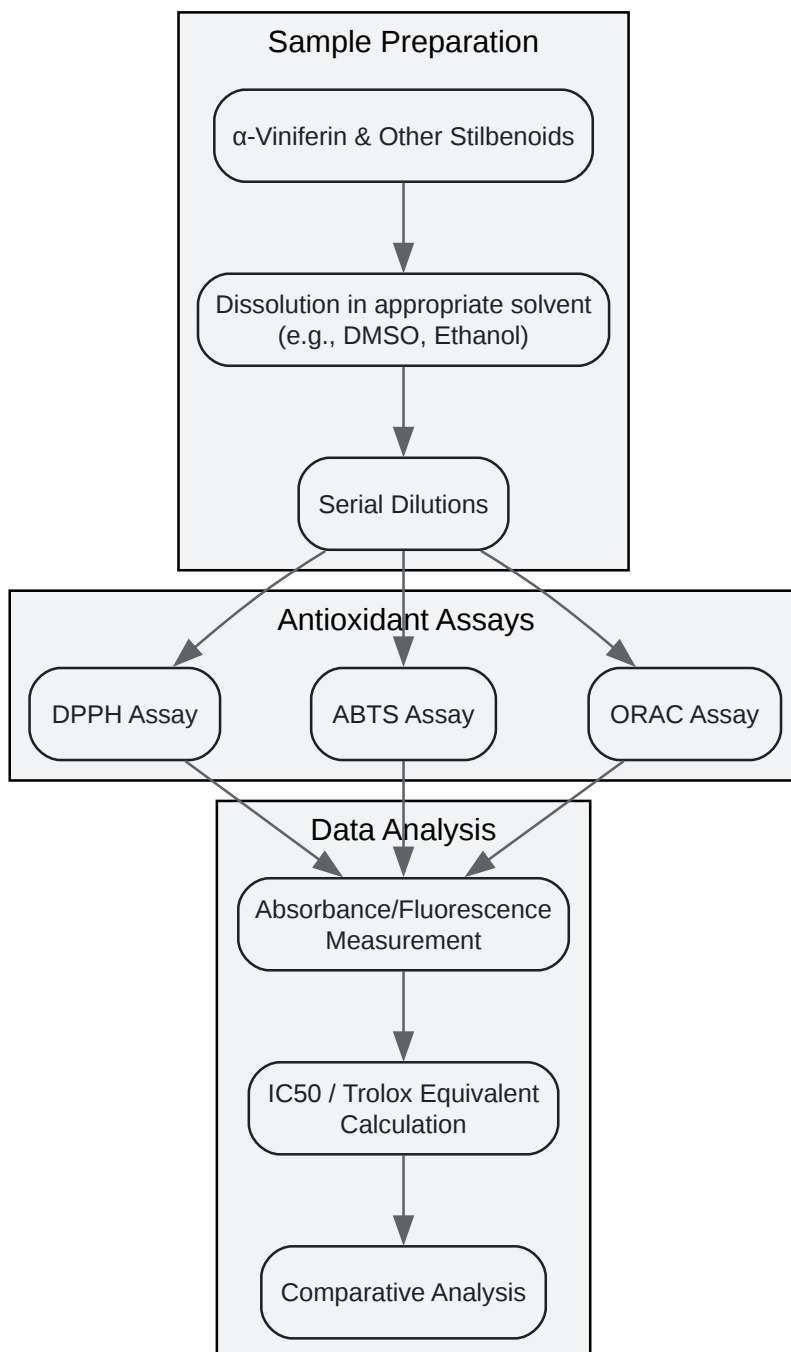 Sample Preparation
α-Viniferin & Other Stilbenoids
Dissolution in appropriate solvent
(e.g., DMSO, Ethanol)
Serial Dilutions
Antioxidant Assays
DPPH Assay
ABTS Assay
ORAC Assay
Data Analysis
Absorbance/Fluorescence
Measurement
IC50 / Trolox Equivalent
Calculation
Comparative Analysis